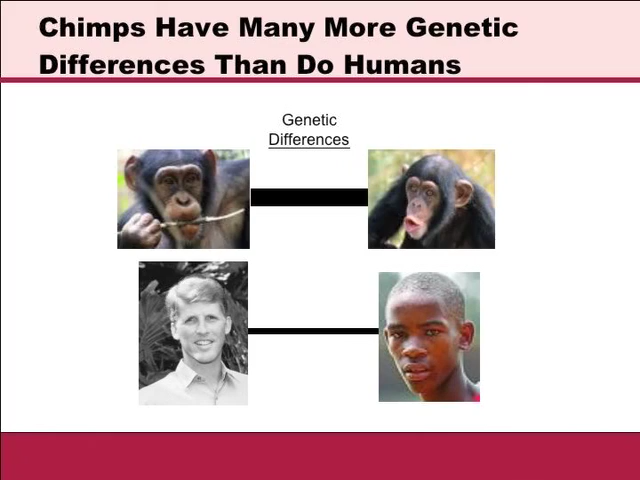 Chimps Have Many More Genetic
Differences Than Do Humans
Genetic
Differences